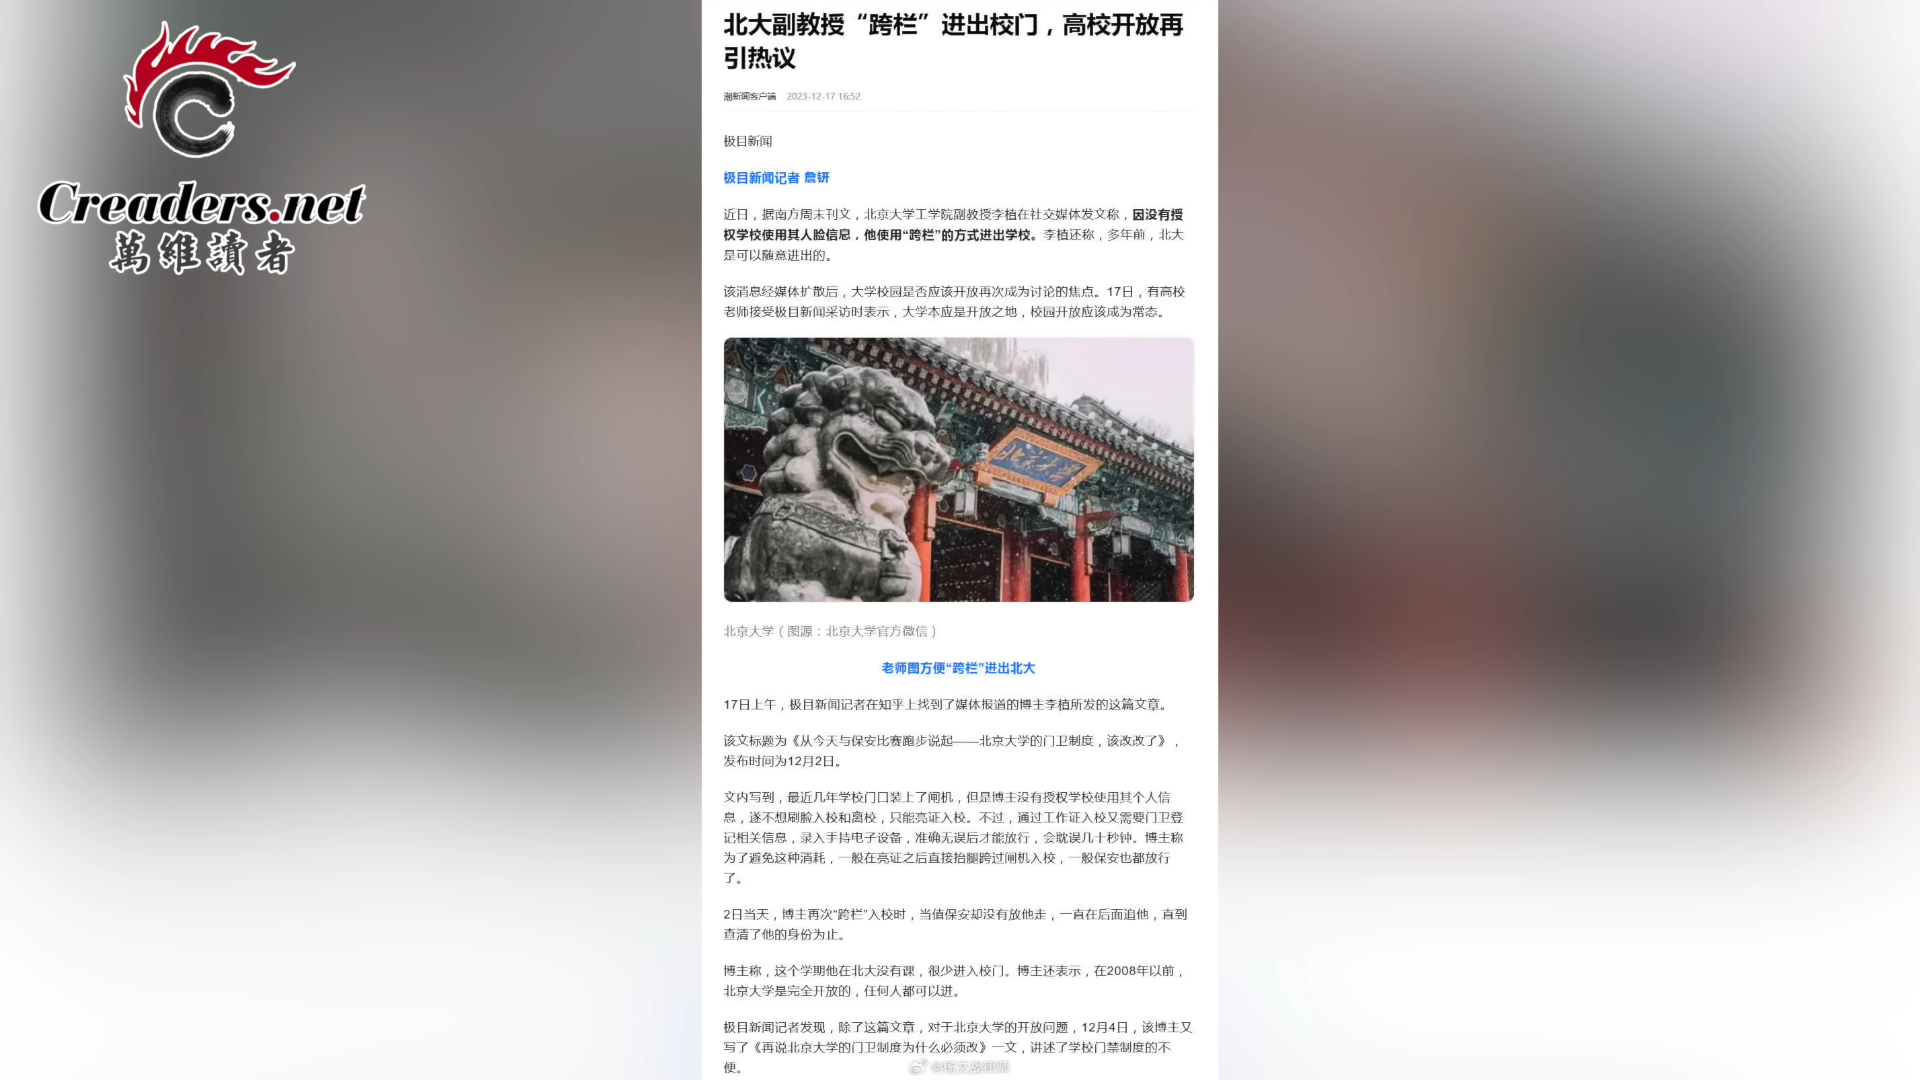 Creaders.net
萬維讀者
北大副教授“跨栏”进出校门，高校开放再
引热议
潮新闻客户端 2023-12-17 16:52
极目新闻
极目新闻记者 詹钘
近日，据南方周末刊文，北京大学工学院副教授李植在社交媒体发文称，因没有授
权学校使用其人脸信息，他使用“跨栏”的方式进出学校。李植还称，多年前，北大
是可以随意进出的。
该消息经媒体扩散后，大学校园是否应该开放再次成为讨论的焦点。17日，有高校
老师接受极目新闻采访时表示，大学本应是开放之地，校园开放应该成为常态。
北京大学
北京大学（图源：北京大学官方微信）
老师图方便“跨栏”进出北大
17日上午，极目新闻记者在知乎上找到了媒体报道的博主李植所发的这篇文章。
该文标题为《从今天与保安比赛跑步说起——北京大学的门卫制度，该改改了》，
发布时间为12月2日。
文内写到，最近几年学校门口装上了闸机，但是博主没有授权学校使用其个人信
息，遂不想刷脸入校和离校，只能亮证入校。不过，通过工作证入校又需要门卫登
记相关信息，录入手持电子设备，准确无误后才能放行，会耽误几十秒钟。博主称
为了避免这种消耗，一般在亮证之后直接抬腿跨过闸机入校，一般保安也都放行
了。
2日当天，博主再次“跨栏”入校时，当值保安却没有放他走，一直在后面追他，直到
查清了他的身份为止。
博主称，这个学期他在北大没有课，很少进入校门。博主还表示，在2008年以前，
北京大学是完全开放的，任何人都可以进。
极目新闻记者发现，除了这篇文章，对于北京大学的开放问题，12月4日，该博主又
写了《再说北京大学的门卫制度为什么必须改》一文，讲述了学校门禁制度的不
便。